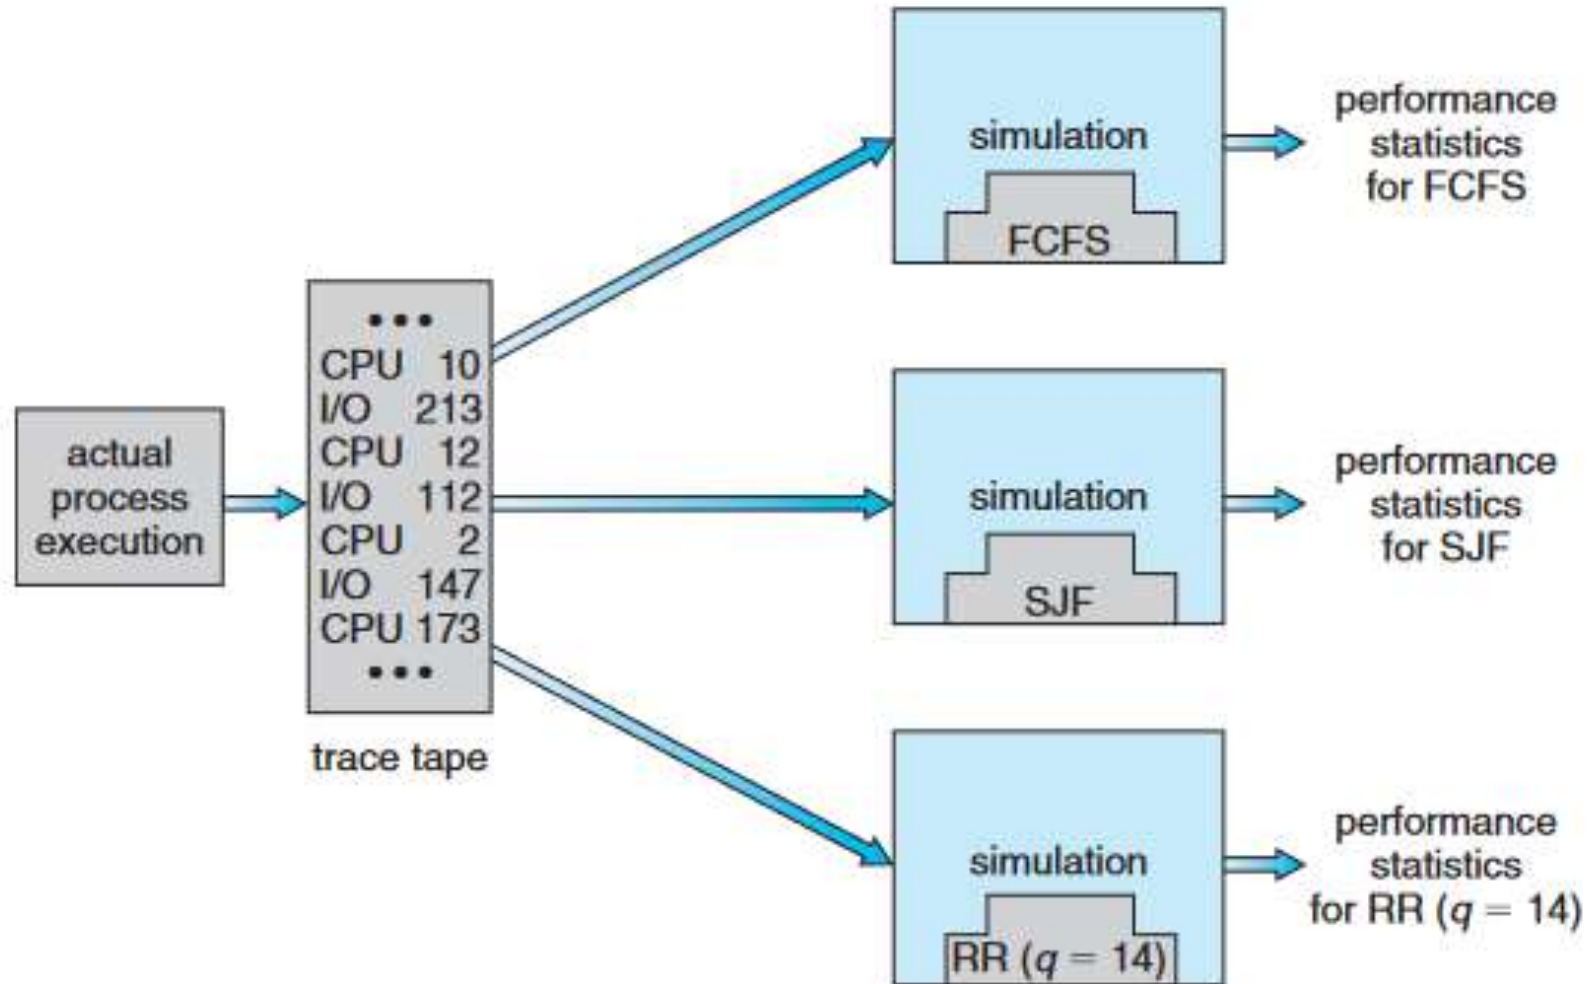 actual
process
execution
•••
CPU 10
I/O 213
CPU 12
I/O 112
CPU 2
I/O 147
CPU 173
•••
trace tape
simulation
FCFS
performance
statistics
for FCFS
simulation
SJF
performance
statistics
for SJF
simulation
RR (q = 14)
performance
statistics
for RR (q = 14)